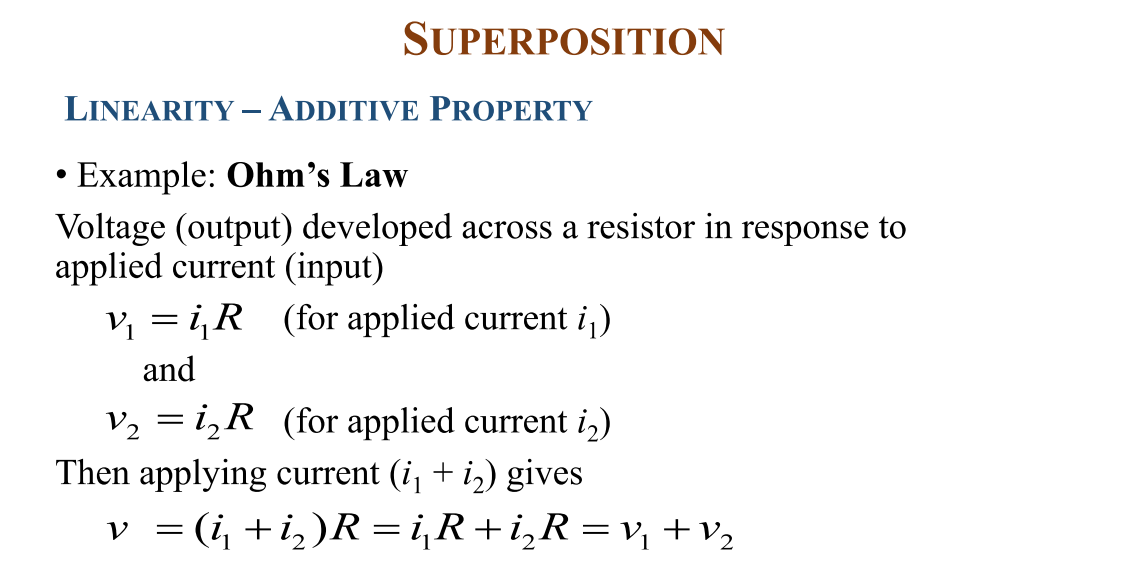 SUPERPOSITION
LINEARITY – ADDITIVE PROPERTY
• Example: Ohm's Law
Voltage (output) developed across a resistor in response to
applied current (input)
v₁ = i₁R (for applied current i₁)
and
v₂ = i₂R (for applied current i₂)
Then applying current (i₁ + i₂) gives
v = (i₁ + i₂)R = i₁R + i₂R = v₁ + v₂